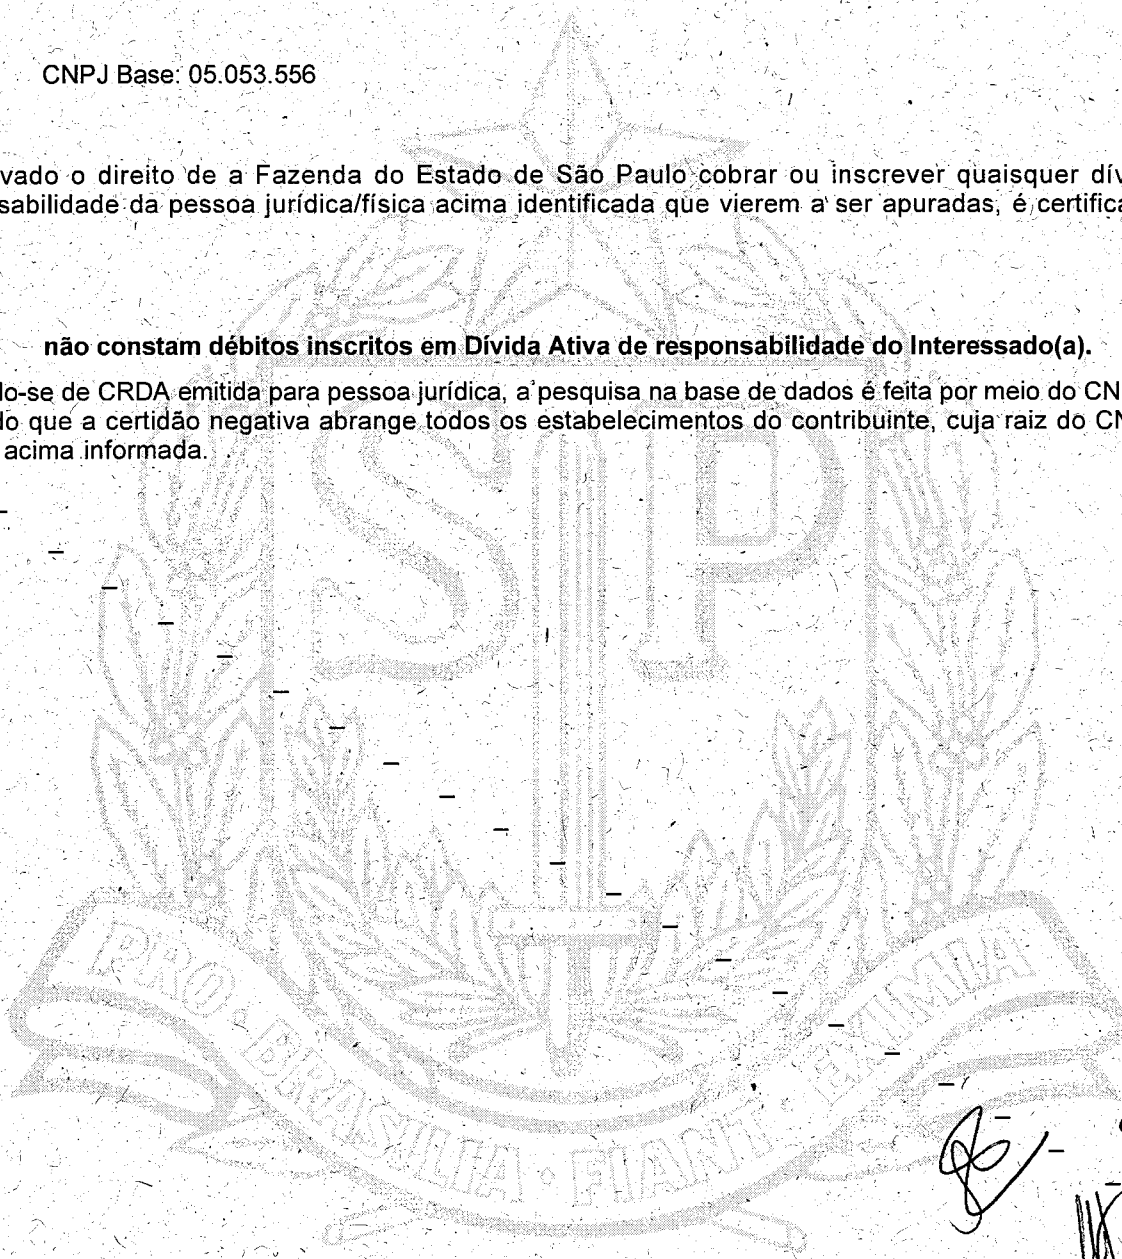 CNPJ Base: 05.053.556
vado o direito de a Fazenda do Estado de São Paulo cobrar ou inscrever quaisquer dív
sabilidade da pessoa jurídica/física acima identificada que vierem a ser apuradas, é certifica
não constam débitos inscritos em Dívida Ativa de responsabilidade do Interessado(a).
do-se de CRDA emitida para pessoa jurídica, a pesquisa na base de dados é feita por meio do CN
do que a certidão negativa abrange todos os estabelecimentos do contribuinte, cuja raiz do CN
acima informada.
SP
PRO · BRASILIA · FIANT · EXIMIA